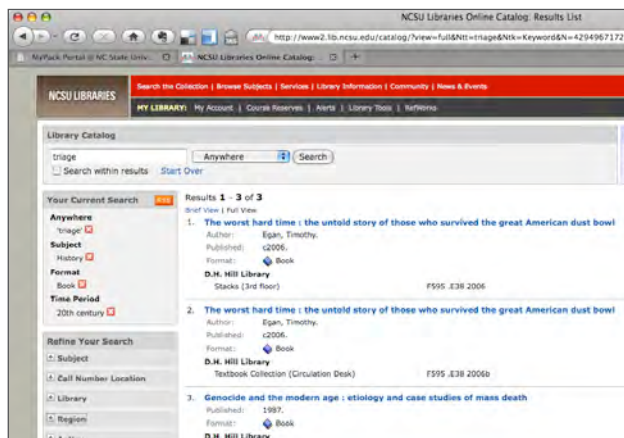 NCSU Libraries Online Catalog: Results List
http://www2.lib.ncsu.edu/catalog/?view=full&Ntt=triage&Ntk=Keyword&N=4294967172
MyPack Portal @ NC State Univ.
NCSU Libraries Online Catalog:
NCSU LIBRARIES
Search the Collection | Browse Subjects | Services | Library Information | Community | News & Events
MY LIBRARY: My Account | Course Reserves | Alerts | Library Tools | RefWorks
Library Catalog
triage Anywhere Search
Search within results Start Over
Your Current Search RSS
Anywhere
'triage'
Subject
History
Format
Book
Time Period
20th century
Refine Your Search
Subject
Call Number Location
Library
Region
Results 1 - 3 of 3
Brief View | Full View
1. The worst hard time : the untold story of those who survived the great American dust bowl
Author: Egan, Timothy.
Published: c2006.
Format: Book
D.H. Hill Library
Stacks (3rd floor) F595 .E38 2006
2. The worst hard time : the untold story of those who survived the great American dust bowl
Author: Egan, Timothy.
Published: c2006.
Format: Book
D.H. Hill Library
Textbook Collection (Circulation Desk) F595 .E38 2006b
3. Genocide and the modern age : etiology and case studies of mass death
Published: 1987.
Format: Book
D.H. Hill Library